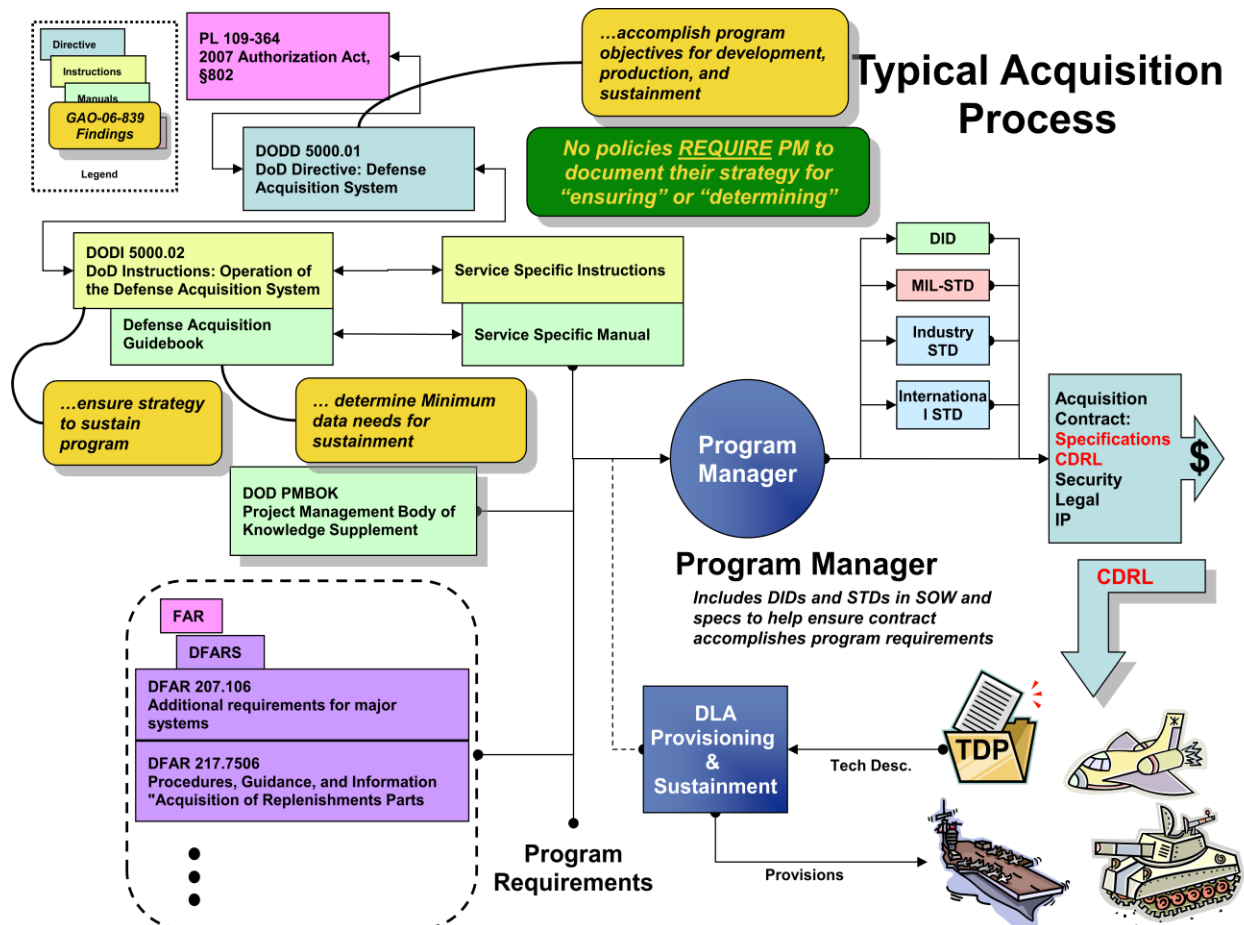 Directive
Instructions
Manuals
GAO-06-839
Findings
Legend
PL 109-364
2007 Authorization Act,
§802
…accomplish program
objectives for development,
production, and
sustainment
Typical Acquisition
Process
DODD 5000.01
DoD Directive: Defense
Acquisition System
No policies REQUIRE PM to
document their strategy for
“ensuring” or “determining”
DODI 5000.02
DoD Instructions: Operation of
the Defense Acquisition System
Service Specific Instructions
Defense Acquisition
Guidebook
Service Specific Manual
DID
MIL-STD
Industry
STD
Internationa
l STD
…ensure strategy
to sustain
program
… determine Minimum
data needs for
sustainment
Program
Manager
Acquisition
Contract:
Specifications
CDRL
Security
Legal
IP
$
DOD PMBOK
Project Management Body of
Knowledge Supplement
Program Manager
Includes DIDs and STDs in SOW and
specs to help ensure contract
accomplishes program requirements
CDRL
FAR
DFARS
DFAR 207.106
Additional requirements for major
systems
DFAR 217.7506
Procedures, Guidance, and Information
"Acquisition of Replenishments Parts
DLA
Provisioning
&
Sustainment
Tech Desc.
TDP
Provisions
Program
Requirements